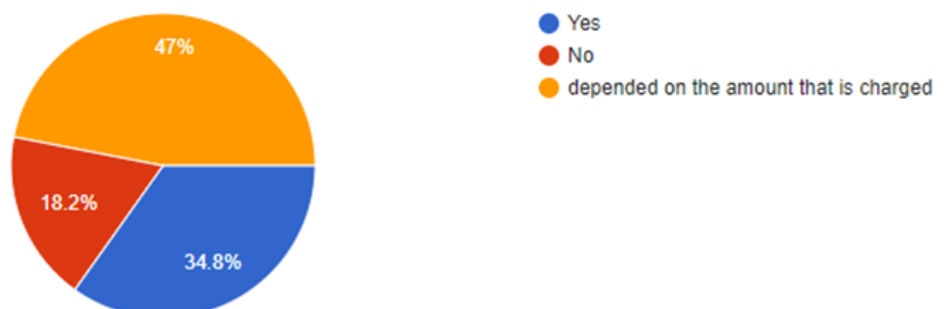 47%
18.2%
34.8%
Yes
No
depended on the amount that is charged